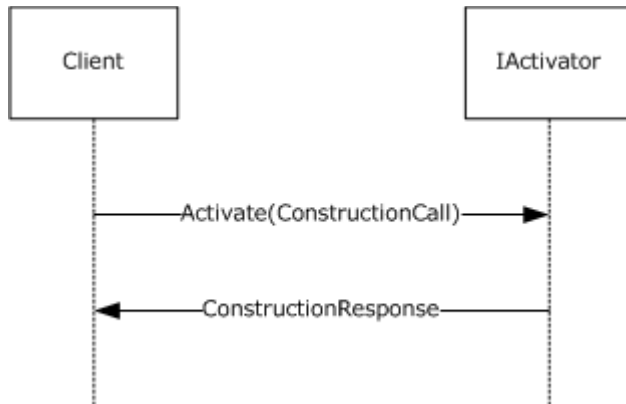 Client
IActivator
Activate(ConstructionCall)
ConstructionResponse